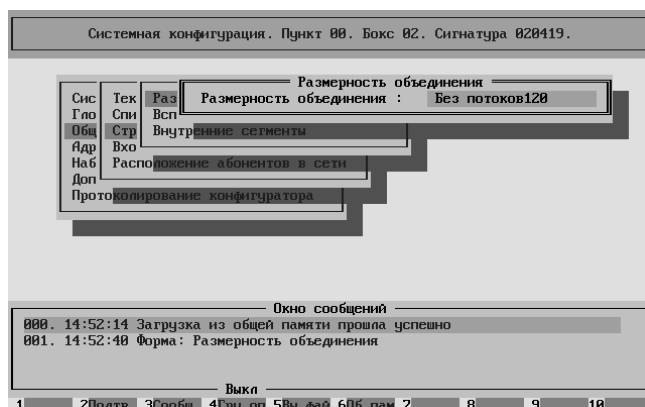 Системная конфигурация. Пункт 00. Бокс 02. Сигнатура 020419.
Размерность объединения
Сис Тех Раз Размерность объединения : Без потоков120
Гло Спи Всп
Общ Стр Внутренние сегменты
Адр Вхо
Наб Расположение абонентов в сети
Доп
Протоколирование конфигуратора
Окно сообщений
000. 14:52:14 Загрузка из общей памяти прошла успешно
001. 14:52:40 Форма: Размерность объединения
Выкл
1 2Подтв 3Сообщ 4Гру оп 5Вы фай 6Об пам 7 8 9 10